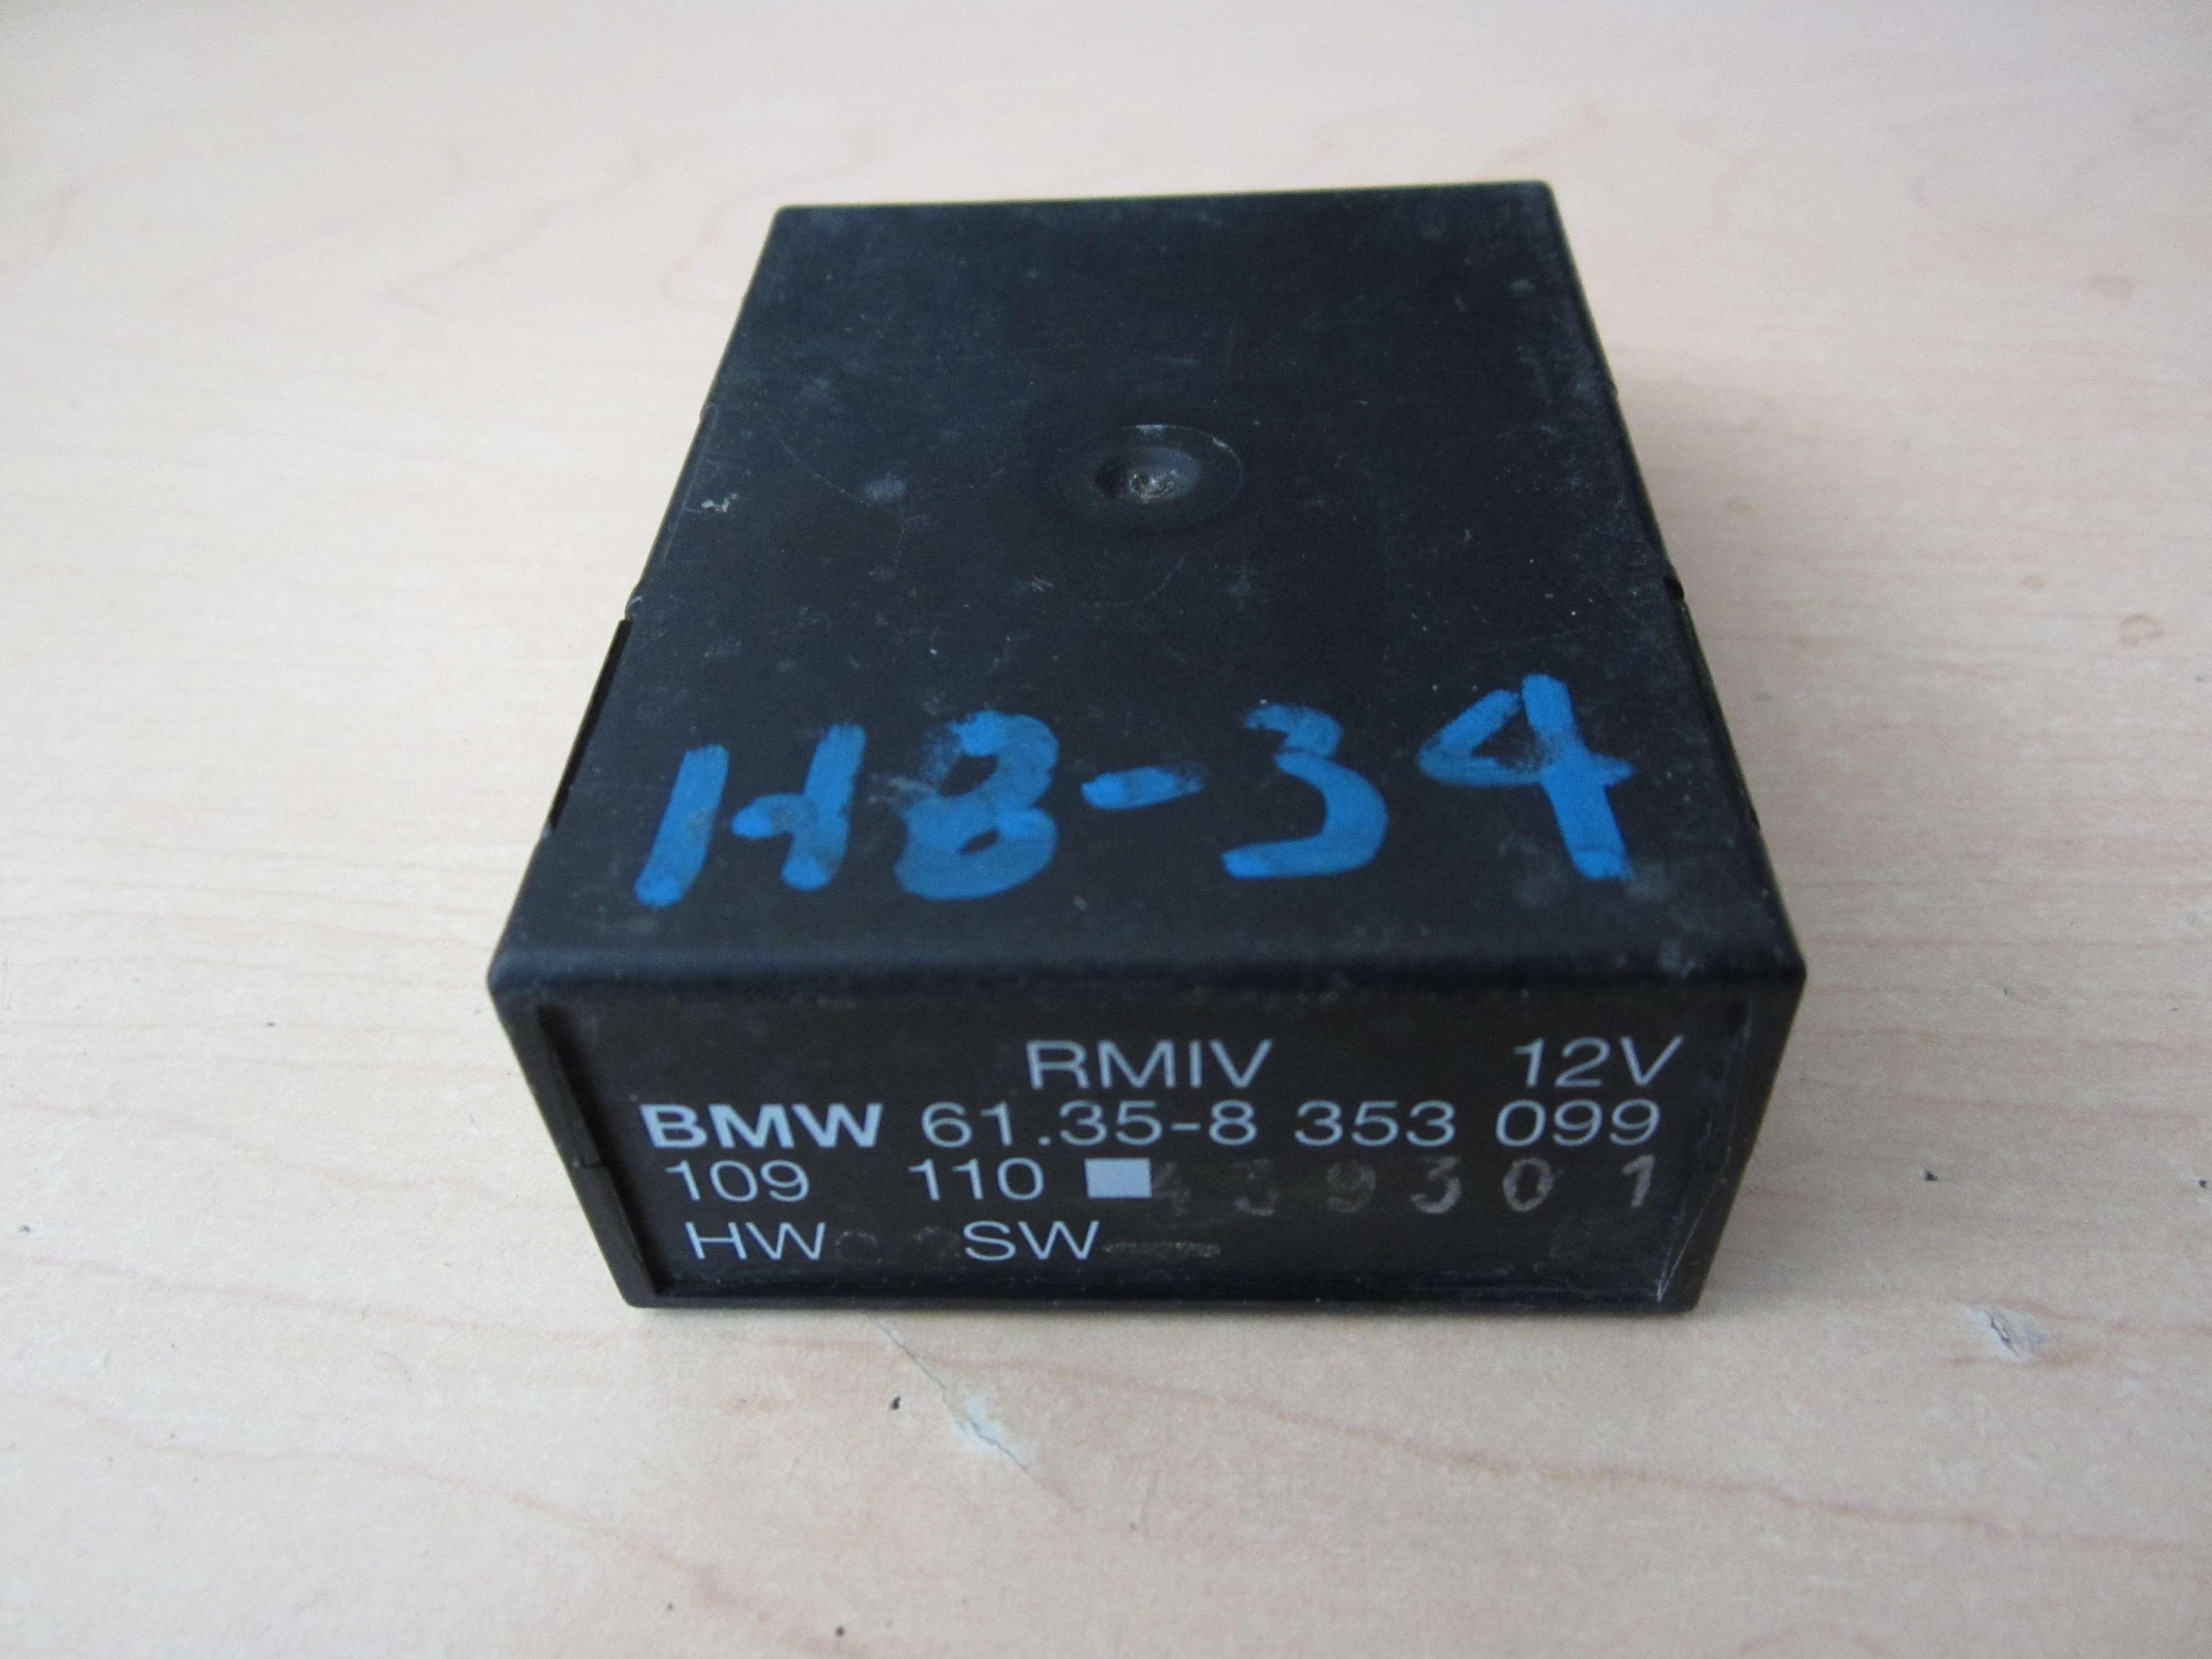 H8-34
RMIV 12V
BMW 61.35-8 353 099
109 110 439301
HW SW